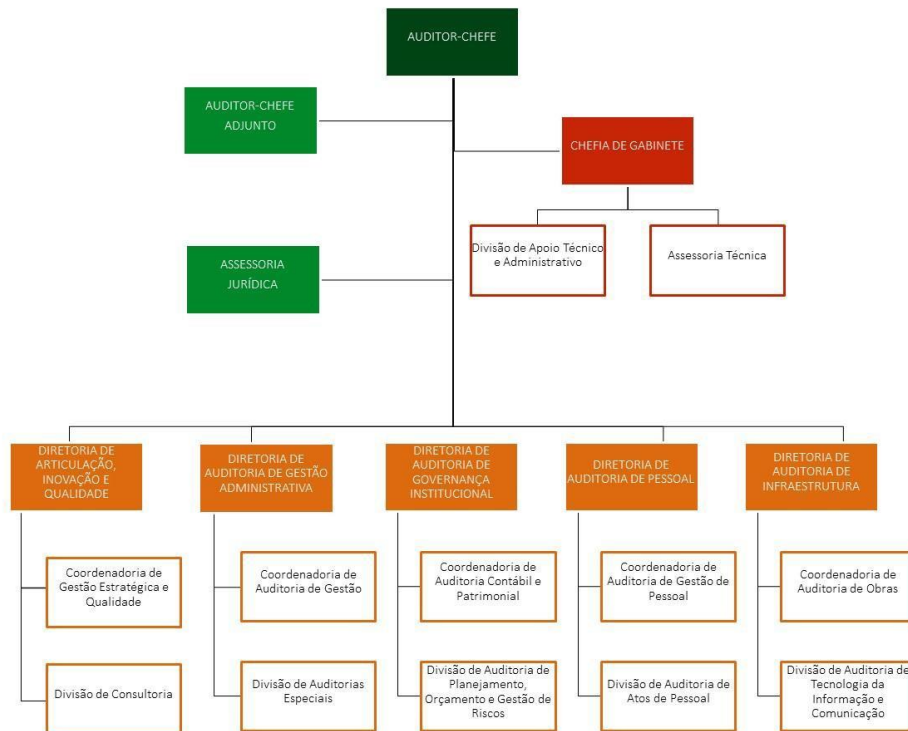 AUDITOR-CHEFE
AUDITOR-CHEFE
ADJUNTO
CHEFIA DE GABINETE
Divisão de Apoio Técnico
e Administrativo
Assessoria Técnica
ASSESSORIA
JURÍDICA
DIRETORIA DE
ARTICULAÇÃO,
INOVAÇÃO E
QUALIDADE
DIRETORIA DE
AUDITORIA DE GESTÃO
ADMINISTRATIVA
DIRETORIA DE
AUDITORIA DE
GOVERNANÇA
INSTITUCIONAL
DIRETORIA DE
AUDITORIA DE PESSOAL
DIRETORIA DE
AUDITORIA DE
INFRAESTRUTURA
Coordenadoria de
Gestão Estratégica e
Qualidade
Coordenadoria de
Auditoria de Gestão
Coordenadoria de
Auditoria Contábil e
Patrimonial
Coordenadoria de
Auditoria de Gestão de
Pessoal
Coordenadoria de
Auditoria de Obras
Divisão de Consultoria
Divisão de Auditorias
Especiais
Divisão de Auditoria de
Planejamento,
Orçamento e Gestão de
Riscos
Divisão de Auditoria de
Atos de Pessoal
Divisão de Auditoria de
Tecnologia da
Informação e
Comunicação